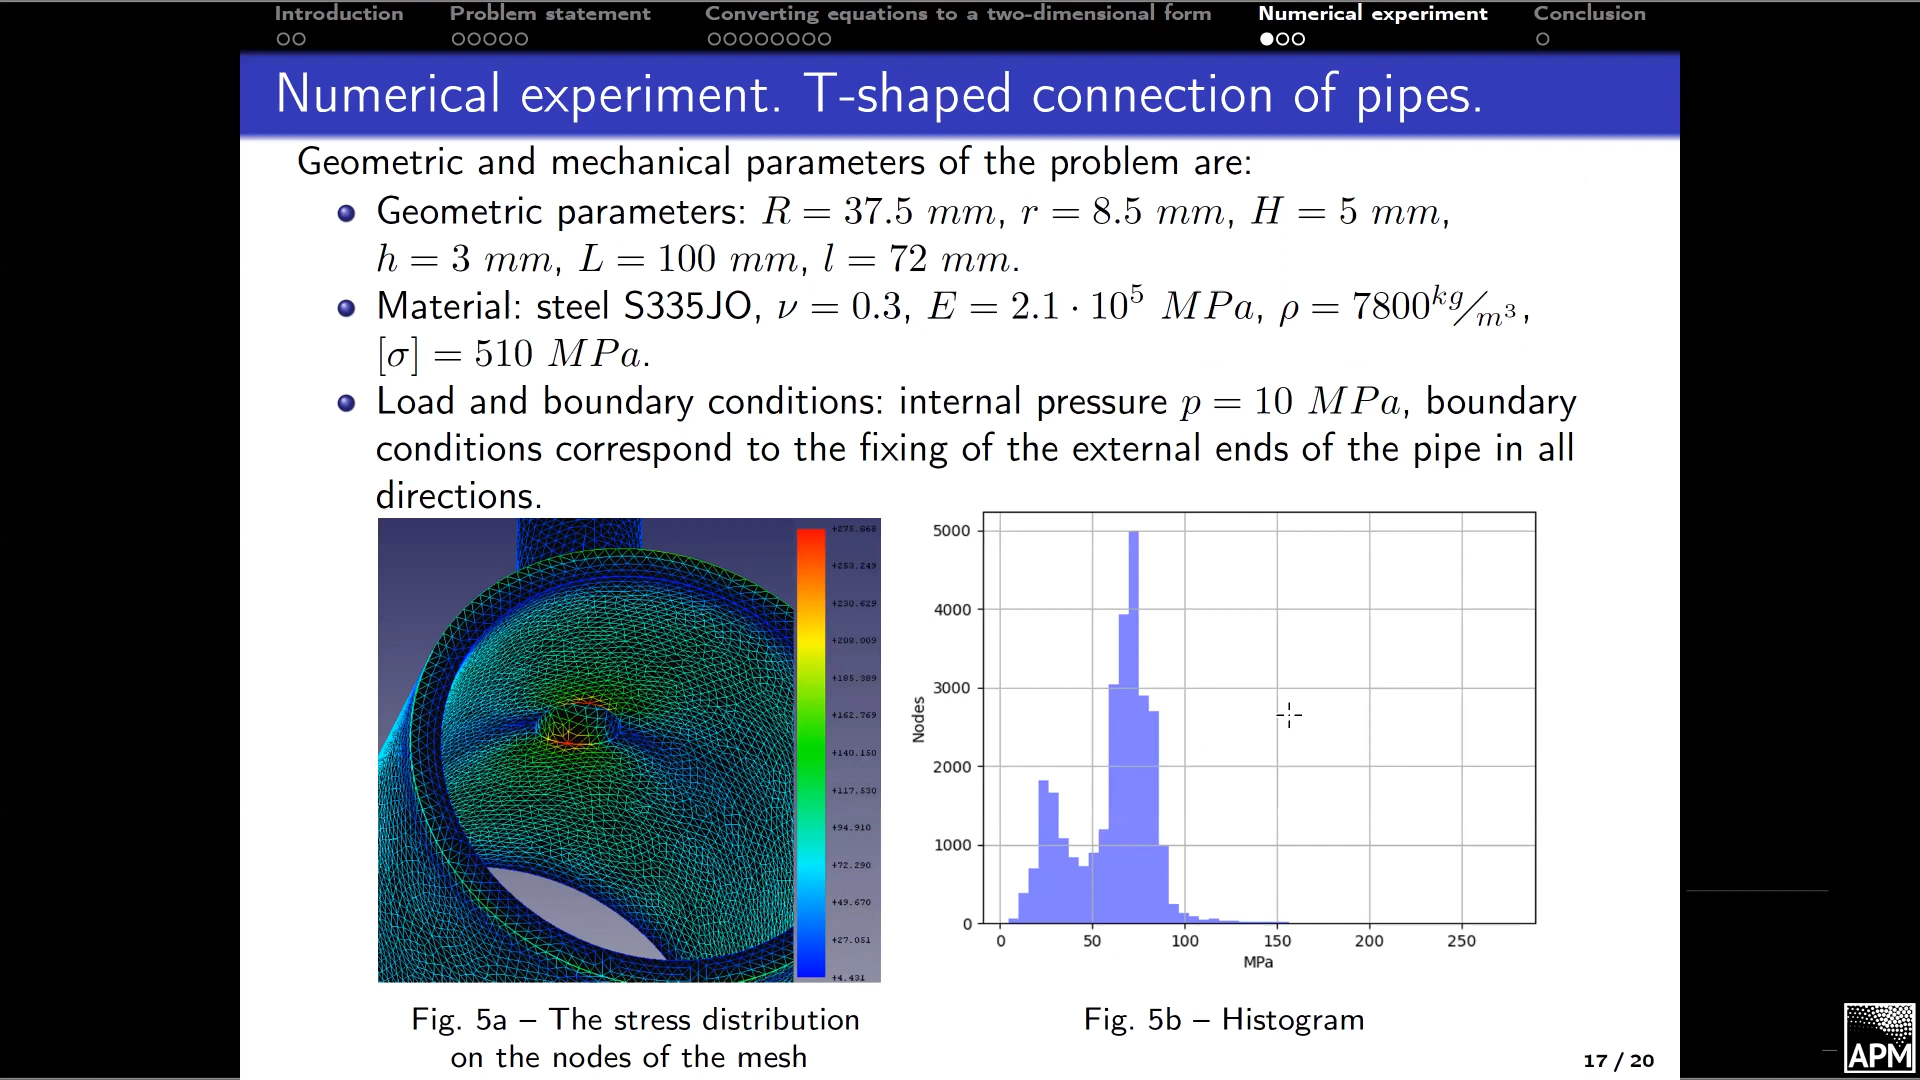 Introduction Problem statement Converting equations to a two-dimensional form Numerical experiment Conclusion
Numerical experiment. T-shaped connection of pipes.
Geometric and mechanical parameters of the problem are:
Geometric parameters: R = 37.5 mm, r = 8.5 mm, H = 5 mm,
h = 3 mm, L = 100 mm, l = 72 mm.
Material: steel S335JO, ν = 0.3, E = 2.1 · 10⁵ MPa, ρ = 7800kg/m³,
[σ] = 510 MPa.
Load and boundary conditions: internal pressure p = 10 MPa, boundary
conditions correspond to the fixing of the external ends of the pipe in all
directions.
+275.868
+253.249
+230.629
+208.009
+185.389
+162.769
+140.150
+117.530
+94.910
+72.290
+49.670
+27.051
+4.431
Fig. 5a – The stress distribution
on the nodes of the mesh
5000
4000
3000
2000
1000
0
Nodes
0 50 100 150 200 250
MPa
Fig. 5b – Histogram
17 / 20
APM